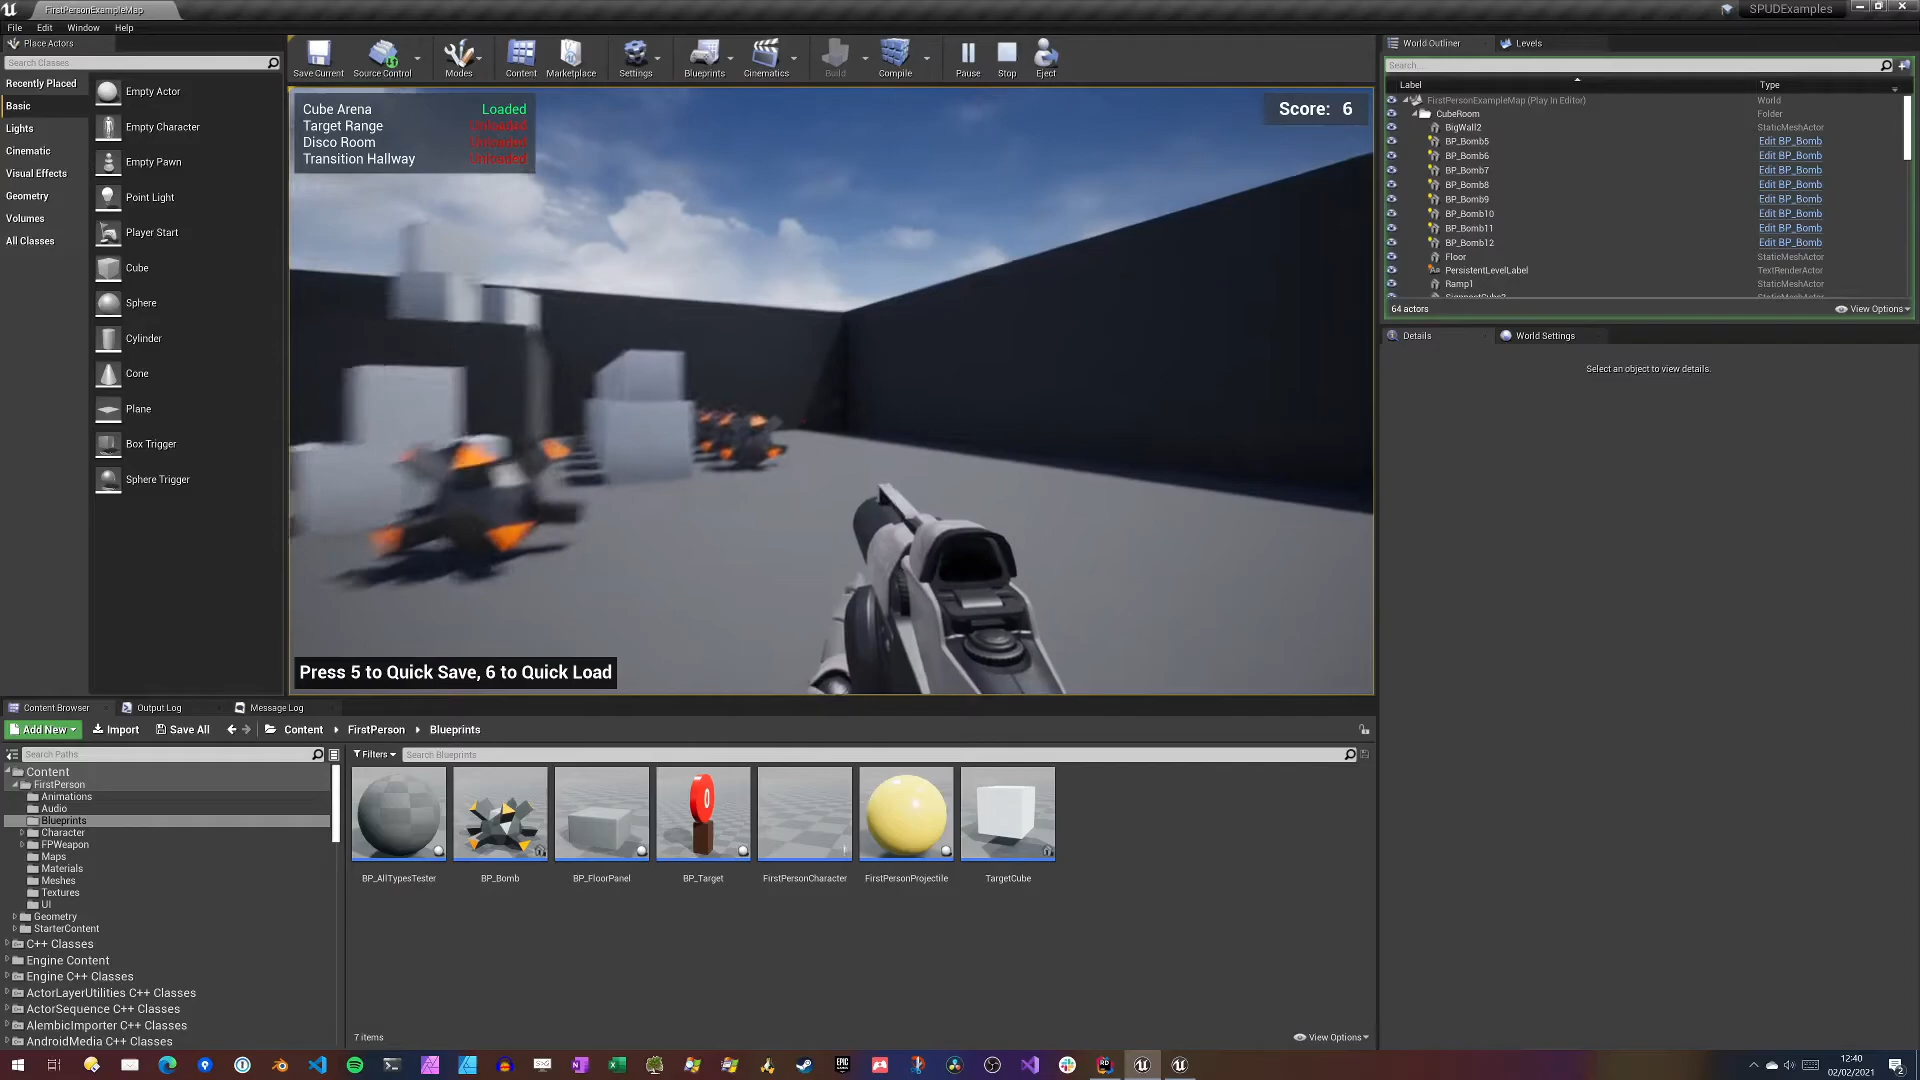 FirstPersonExampleMap
SPUDExamples
File Edit Window Help
Place Actors
Search Classes
Recently Placed
Basic
Lights
Cinematic
Visual Effects
Geometry
Volumes
All Classes
Empty Actor
Empty Character
Empty Pawn
Point Light
Player Start
Cube
Sphere
Cylinder
Cone
Plane
Box Trigger
Sphere Trigger
Save Current Source Control Modes Content Marketplace Settings Blueprints Cinematics Build Compile Pause Stop Eject
Cube Arena Loaded
Target Range Unloaded
Disco Room Unloaded
Transition Hallway Unloaded
Score: 6
Press 5 to Quick Save, 6 to Quick Load
World Outliner Levels
Search...
Label Type
FirstPersonExampleMap (Play In Editor) World
CubeRoom Folder
BigWall2 StaticMeshActor
BP_Bomb5 Edit BP_Bomb
BP_Bomb6 Edit BP_Bomb
BP_Bomb7 Edit BP_Bomb
BP_Bomb8 Edit BP_Bomb
BP_Bomb9 Edit BP_Bomb
BP_Bomb10 Edit BP_Bomb
BP_Bomb11 Edit BP_Bomb
BP_Bomb12 Edit BP_Bomb
Floor StaticMeshActor
PersistentLevelLabel TextRenderActor
Ramp1 StaticMeshActor
StaticMeshActor
64 actors View Options
Details World Settings
Select an object to view details.
Content Browser Output Log Message Log
Add New Import Save All Content FirstPerson Blueprints
Search Paths
Filters Search Blueprints
Content
FirstPerson
Animations
Audio
Blueprints
Character
FPWeapon
Maps
Materials
Meshes
Textures
UI
Geometry
StarterContent
C++ Classes
Engine Content
Engine C++ Classes
ActorLayerUtilities C++ Classes
ActorSequence C++ Classes
AlembicImporter C++ Classes
AndroidMedia C++ Classes
BP_AllTypesTester BP_Bomb BP_FloorPanel BP_Target FirstPersonCharacter FirstPersonProjectile TargetCube
7 items View Options
12:40
02/02/2021